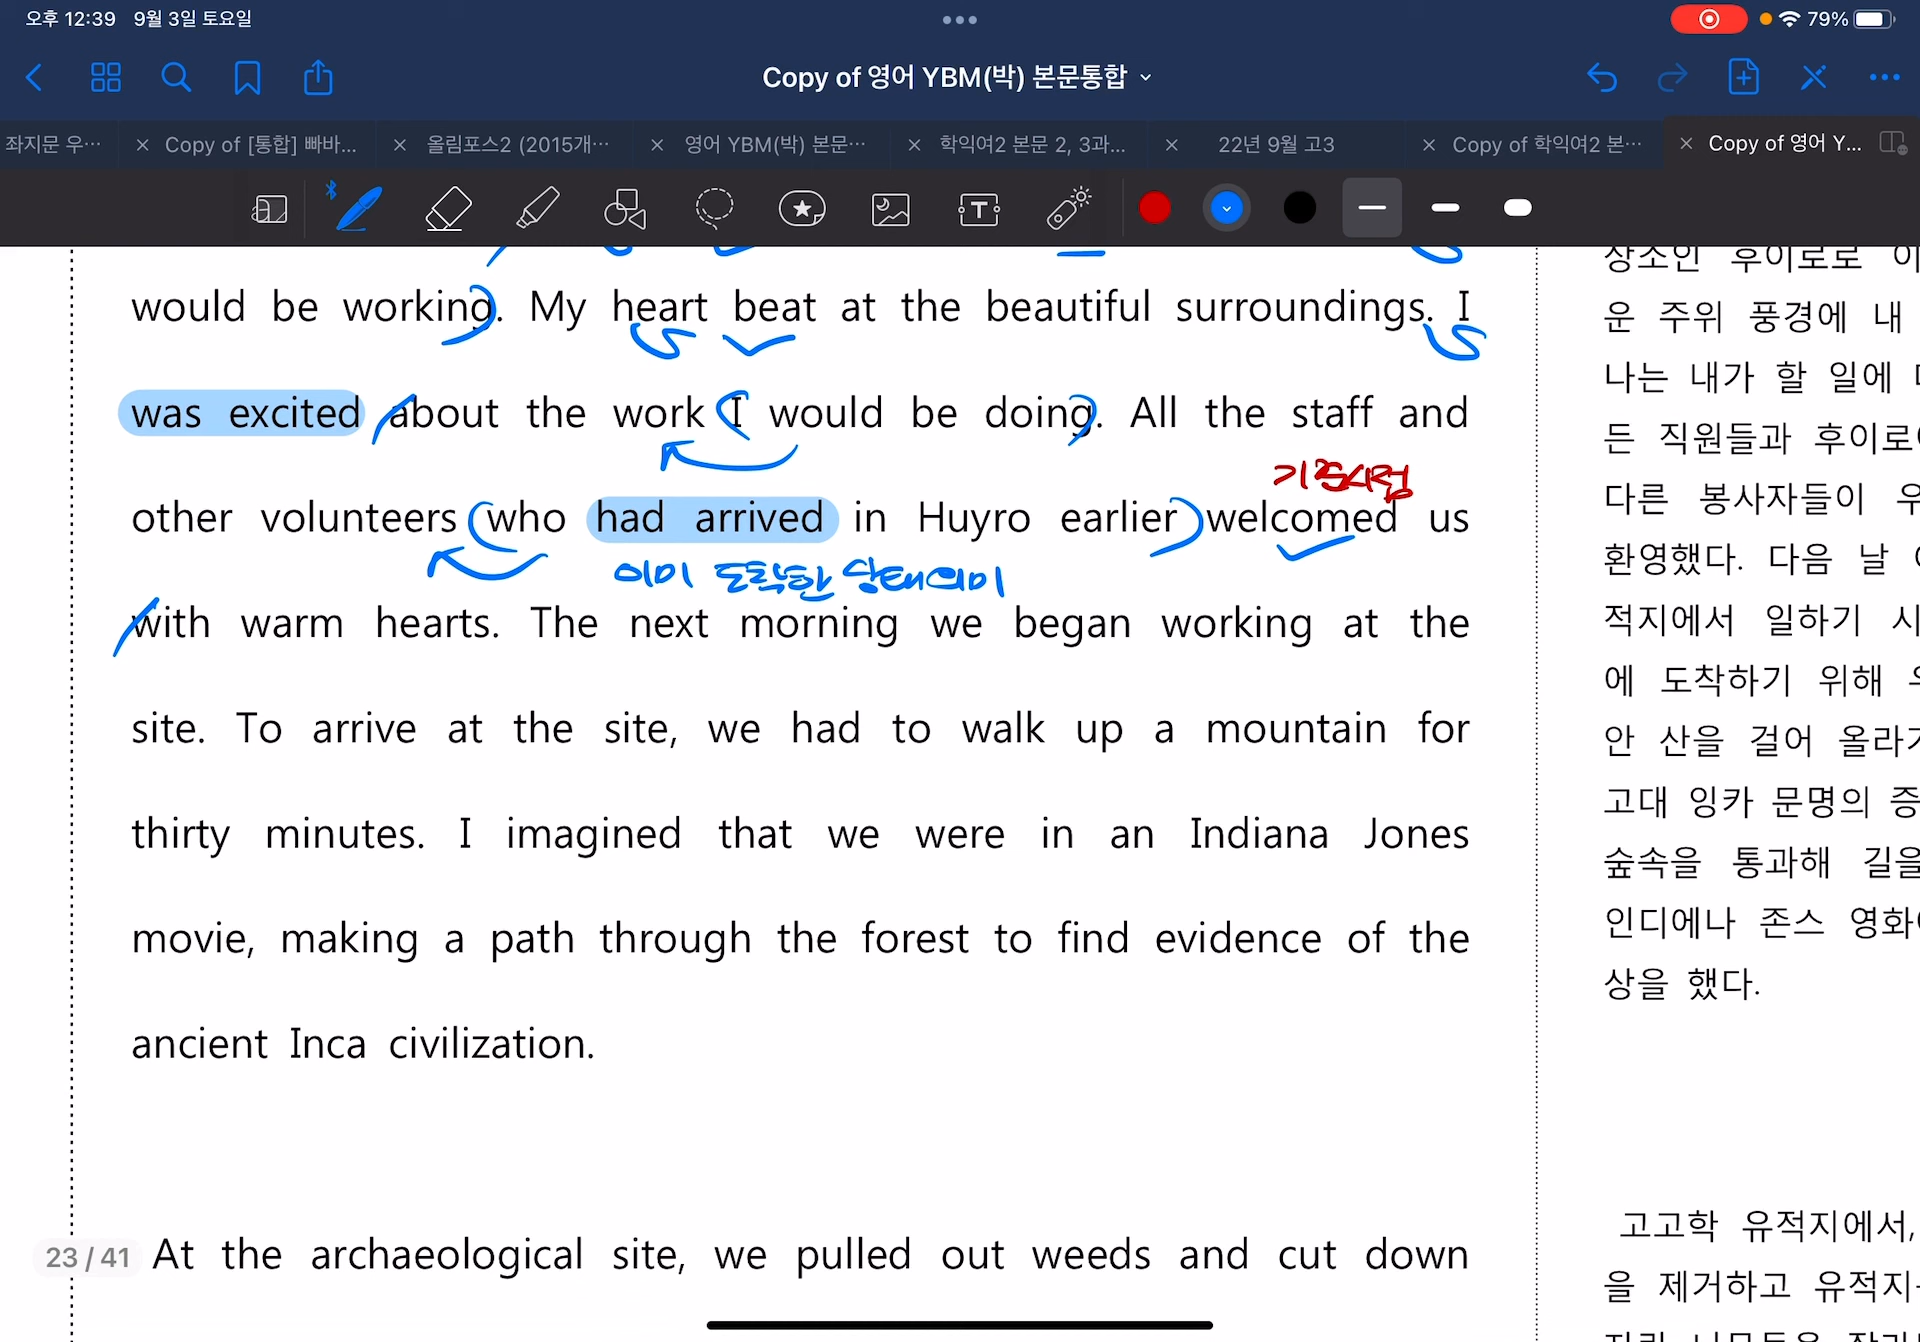 오후 12:39 9월 3일 토요일
79%
Copy of 영어 YBM(박) 본문통합
좌지문 우… Copy of [통합] 빠바… 올림포스2 (2015개… 영어 YBM(박) 본문… 학익여2 본문 2, 3과… 22년 9월 고3 Copy of 학익여2 본… Copy of 영어 Y…
would be working. My heart beat at the beautiful surroundings. I
was excited about the work I would be doing. All the staff and
기준시점
other volunteers who had arrived in Huyro earlier welcomed us
이미 도착한 상태의미
with warm hearts. The next morning we began working at the
site. To arrive at the site, we had to walk up a mountain for
thirty minutes. I imagined that we were in an Indiana Jones
movie, making a path through the forest to find evidence of the
ancient Inca civilization.
At the archaeological site, we pulled out weeds and cut down
23 / 41
장소인 후이로로
운 주위 풍경에 내
나는 내가 할 일에
든 직원들과
다른 봉사자들이
환영했다. 다음 날
적지에서 일하기 시
에 도착하기 위해
안 산을 걸어
고대 잉카 문명의 증
숲속을 통과해 길을
인디에나 존스 영화
상을 했다.
고고학 유적지에서,
을 제거하고 유적지